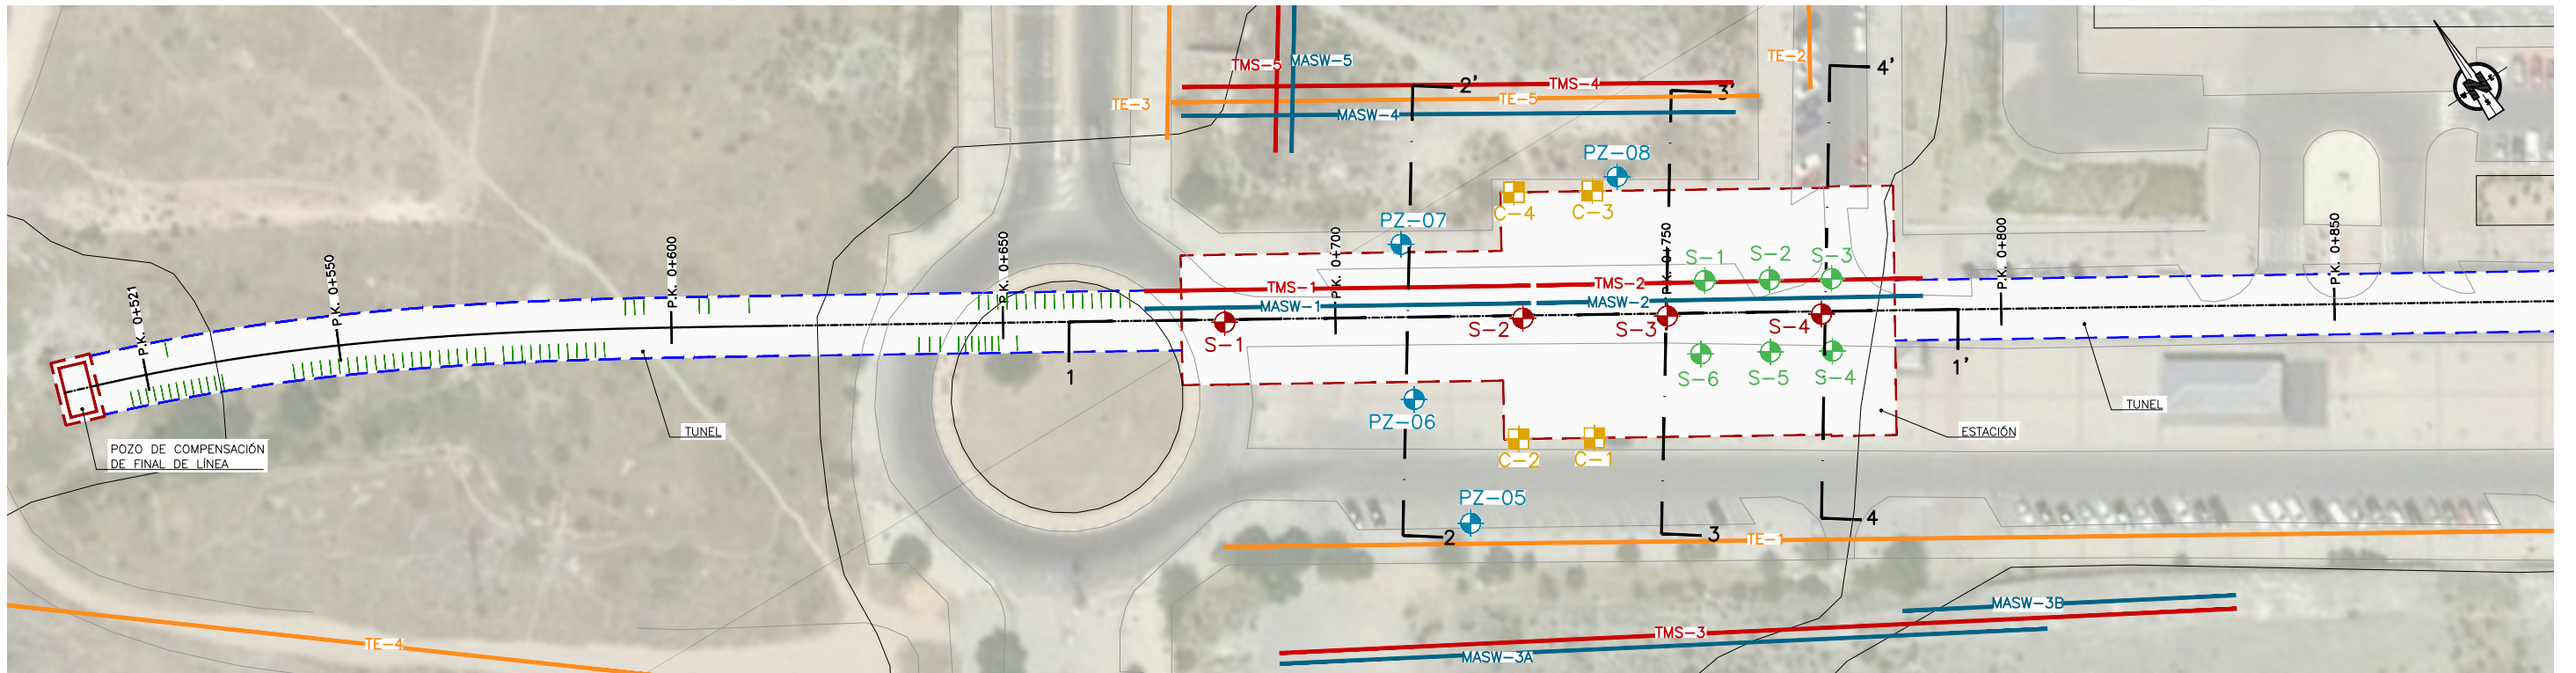 TMS-5
MASW-5
TE-2
4'
TMS-4
2'
3'
TE-3
TE-5
MASW-4
N
PZ-08
C-4
C-3
PZ-07
P.K. 0+521
P.K. 0+550
P.K. 0+600
P.K. 0+650
P.K. 0+700
P.K. 0+750
P.K. 0+800
P.K. 0+850
S-1
S-2
S-3
TMS-1
TMS-2
MASW-1
MASW-2
S-1
S-2
S-3
S-4
1
1'
S-6
S-5
S-4
PZ-06
TUNEL
TUNEL
ESTACIÓN
POZO DE COMPENSACIÓN
DE FINAL DE LÍNEA
C-2
C-1
PZ-05
2
3
4
TE-1
MASW-3B
TMS-3
MASW-3A
TE-4